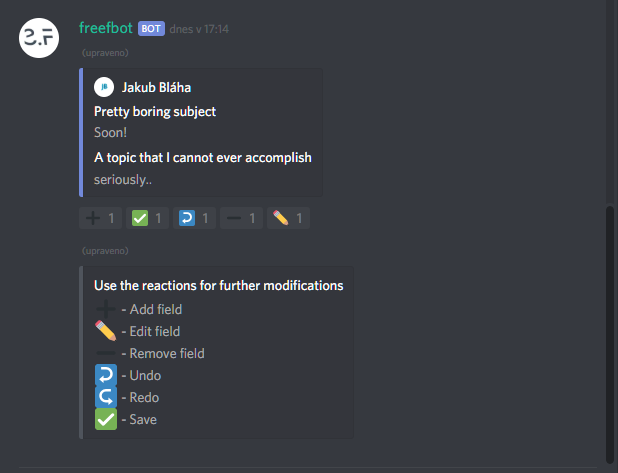 3.F
freefbot BOT dnes v 17:14
(upraveno)
JB Jakub Bláha
Pretty boring subject
Soon!
A topic that I cannot ever accomplish
seriously..
➕ 1 ✅ 1 ↩️ 1 ➖ 1 ✏️ 1
(upraveno)
Use the reactions for further modifications
➕ - Add field
✏️ - Edit field
➖ - Remove field
↩️ - Undo
↪️ - Redo
✅ - Save